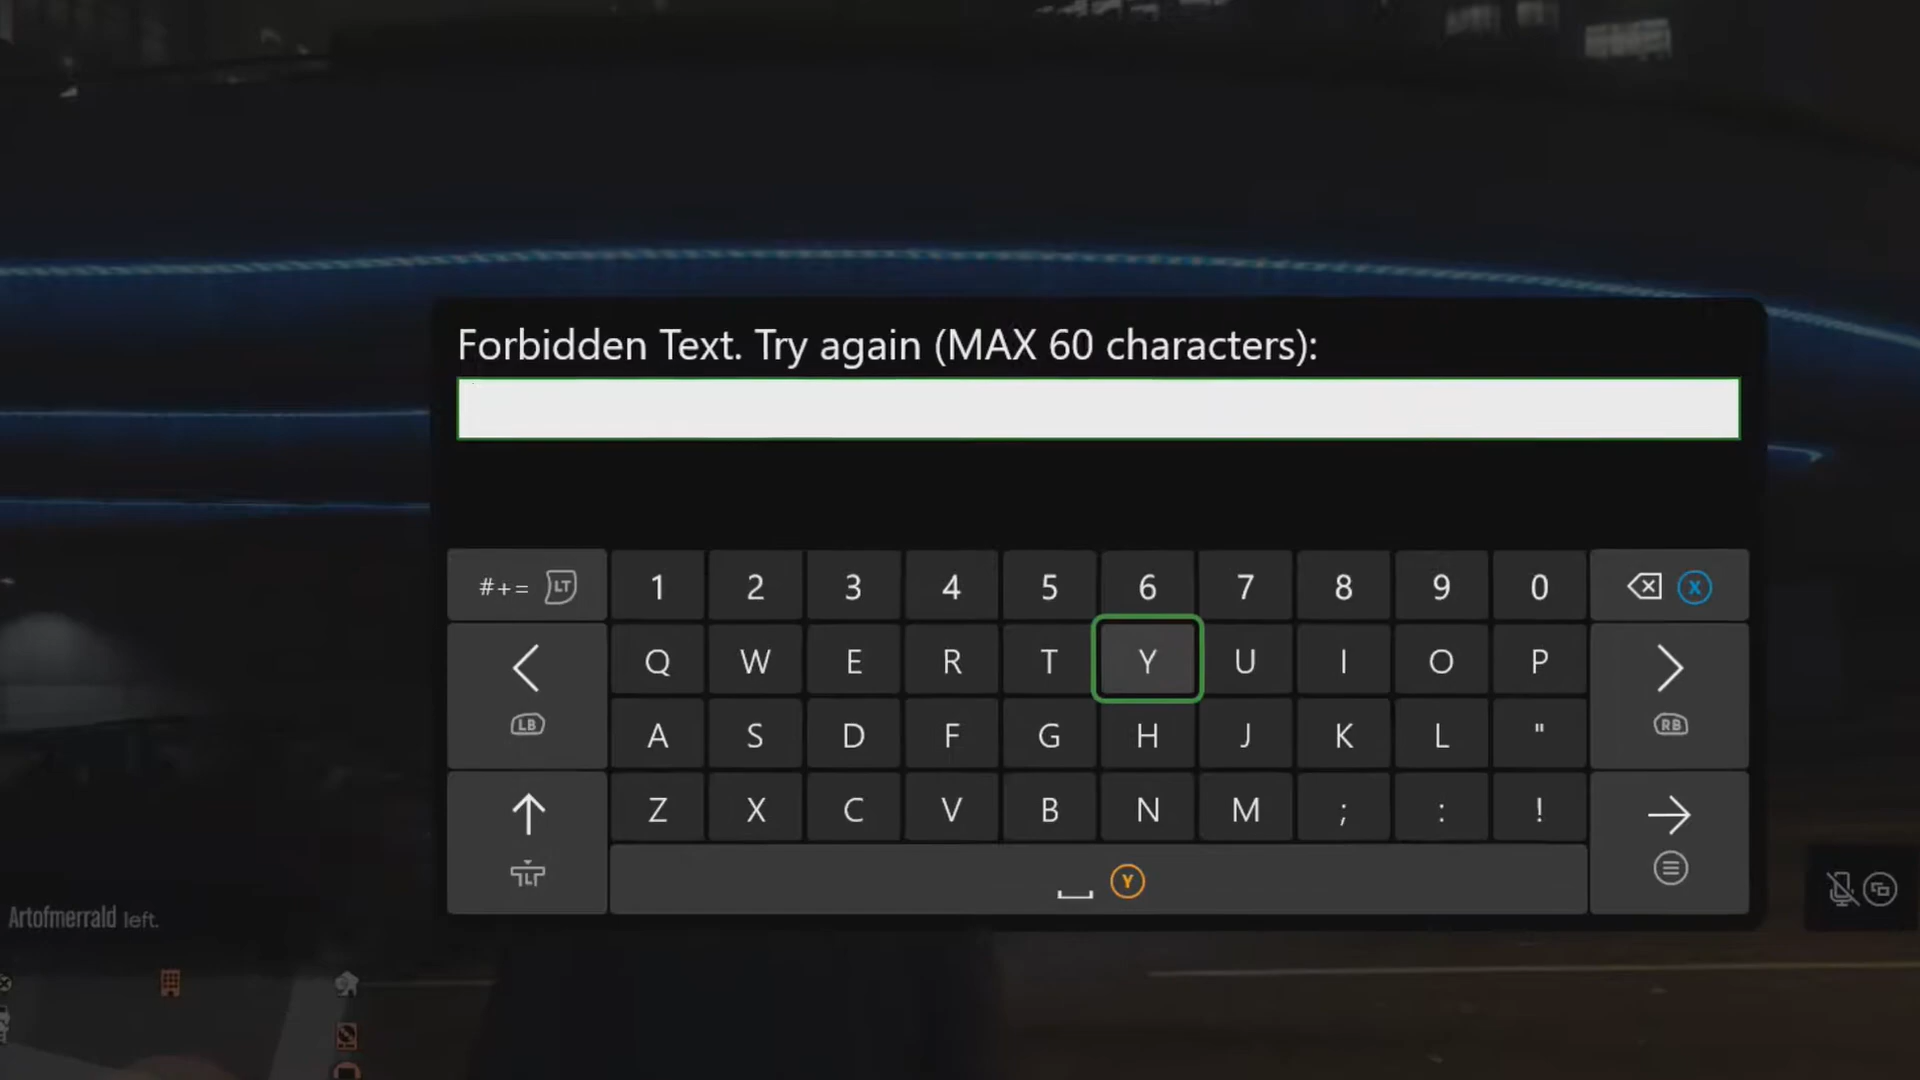 Forbidden Text. Try again (MAX 60 characters):
#+= LT 1 2 3 4 5 6 7 8 9 0 X
Q W E R T Y U I O P
LB A S D F G H J K L " RB
Z X C V B N M ; : !
Y
Artofmerrald left.